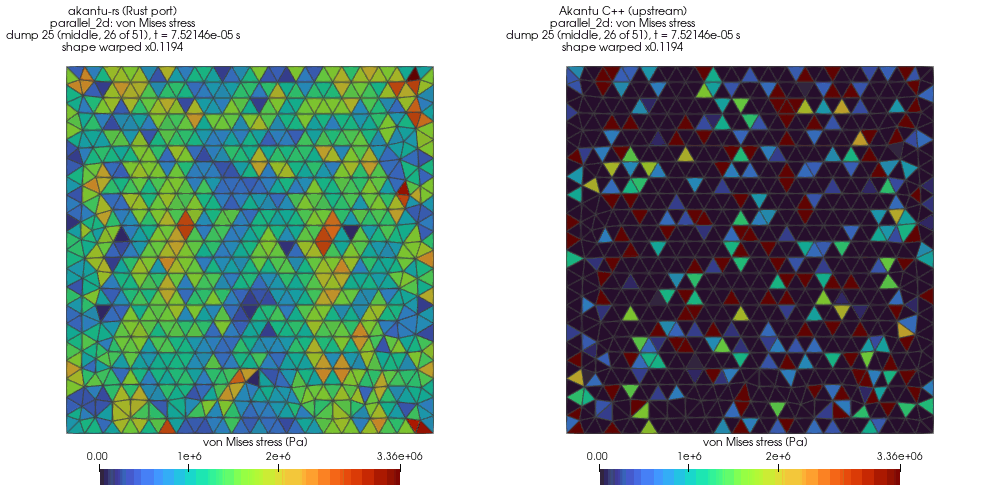 akantu-rs (Rust port)
parallel_2d: von Mises stress
dump 25 (middle, 26 of 51), t = 7.52146e-05 s
shape warped x0.1194
Akantu C++ (upstream)
parallel_2d: von Mises stress
dump 25 (middle, 26 of 51), t = 7.52146e-05 s
shape warped x0.1194
von Mises stress (Pa)
0.00 1e+6 2e+6 3.36e+06
von Mises stress (Pa)
0.00 1e+6 2e+6 3.36e+06